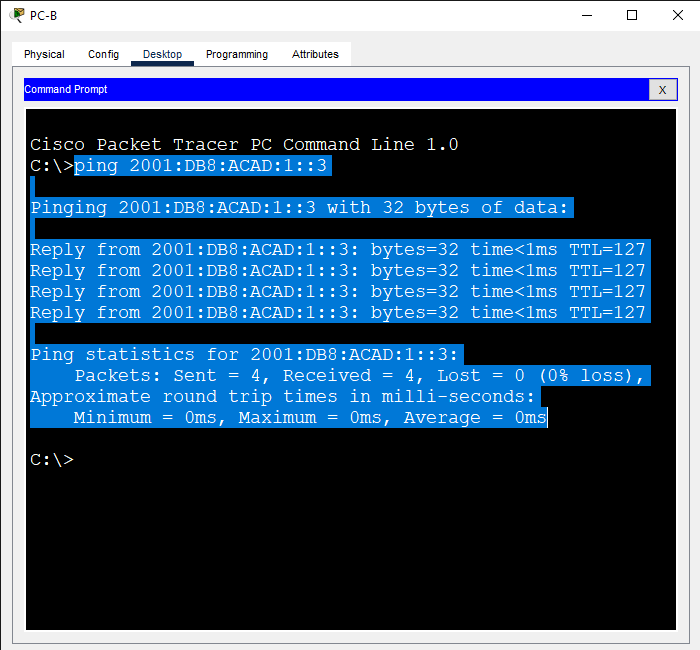 PC-B
Physical Config Desktop Programming Attributes
Command Prompt X
Cisco Packet Tracer PC Command Line 1.0
C:\>ping 2001:DB8:ACAD:1::3
Pinging 2001:DB8:ACAD:1::3 with 32 bytes of data:
Reply from 2001:DB8:ACAD:1::3: bytes=32 time<1ms TTL=127
Reply from 2001:DB8:ACAD:1::3: bytes=32 time<1ms TTL=127
Reply from 2001:DB8:ACAD:1::3: bytes=32 time<1ms TTL=127
Reply from 2001:DB8:ACAD:1::3: bytes=32 time<1ms TTL=127
Ping statistics for 2001:DB8:ACAD:1::3:
Packets: Sent = 4, Received = 4, Lost = 0 (0% loss),
Approximate round trip times in milli-seconds:
Minimum = 0ms, Maximum = 0ms, Average = 0ms
C:\>